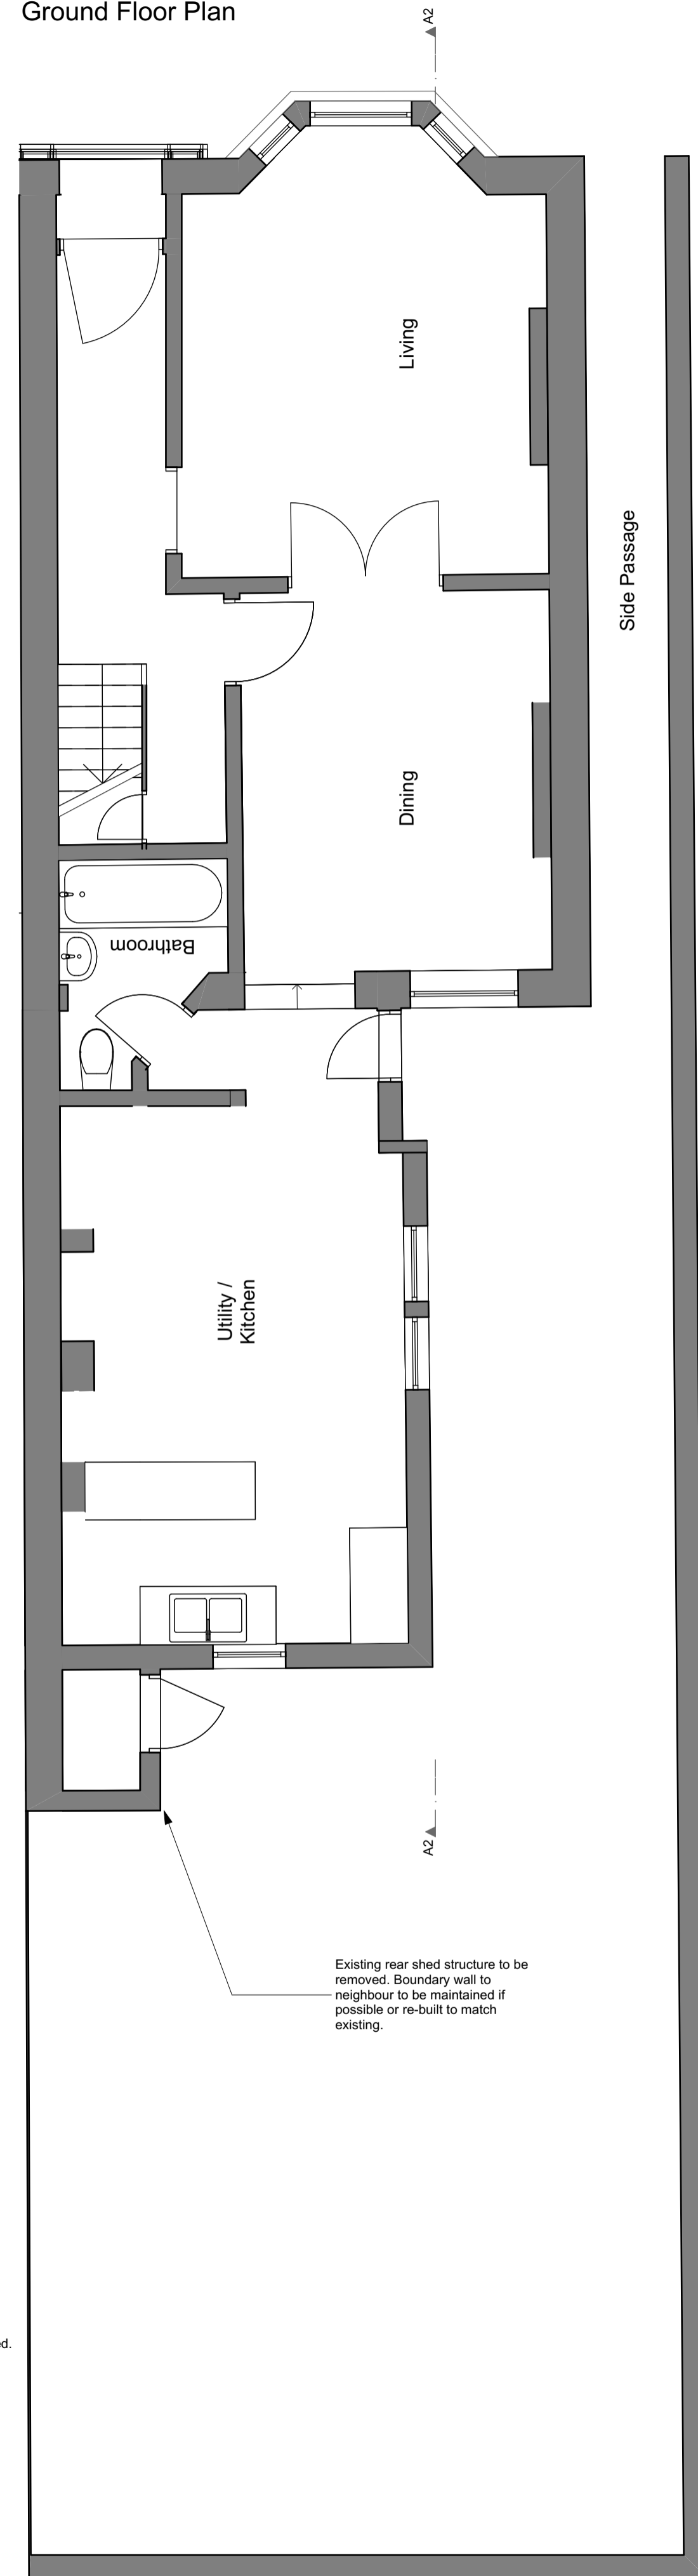 Ground Floor Plan
A2
Living
Side Passage
Dining
Bathroom
Utility /
Kitchen
A2
Existing rear shed structure to be
removed. Boundary wall to
neighbour to be maintained if
possible or re-built to match
existing.